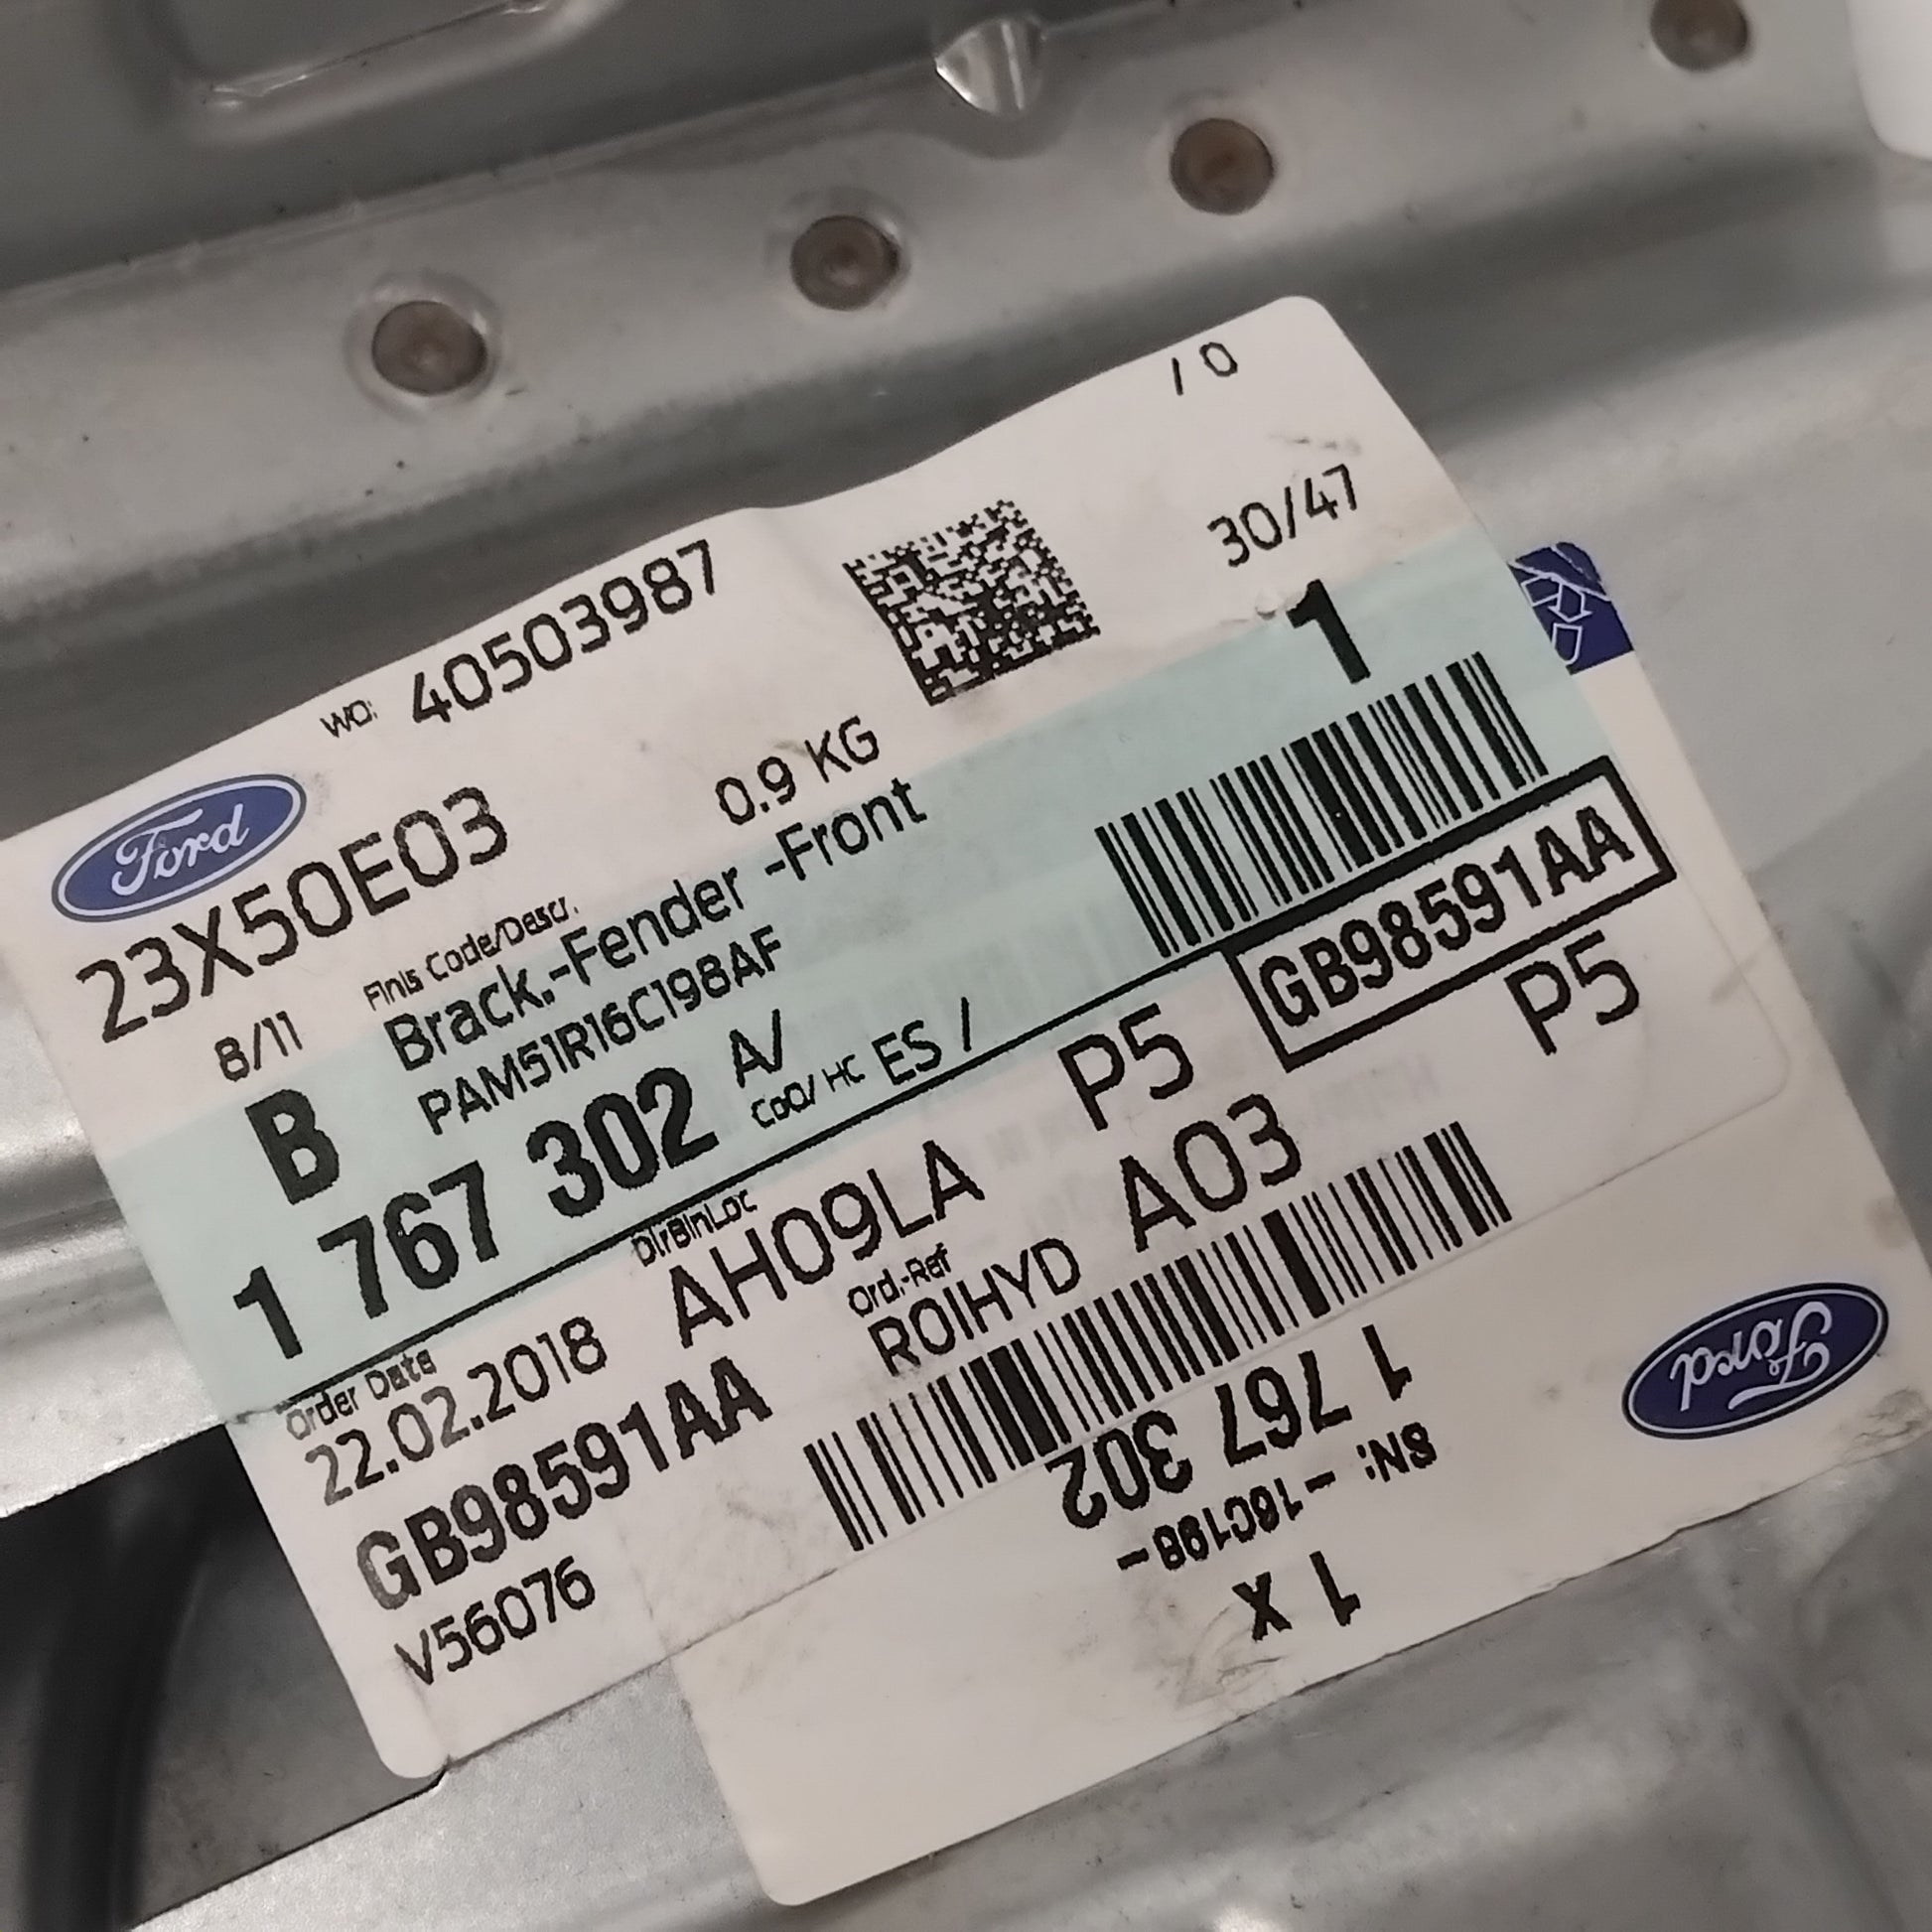 / 0
WO: 40503987
30/47
Ford
23X50E03
0.9 KG
1
8/11
Finis Code/Descr.
Brack.-Fender -Front
B
PAM51R16C198AF
GB98591AA
1 767 302 A/
CoO/ HC ES /
P5 P5
Order Date
DlrBinLoc
22.02.2018
AH09LA
A03
Ord.-Ref
ROIHYD
GB98591AA
V56076
Ford
1 767 302
SN: - 16C198-
1 x